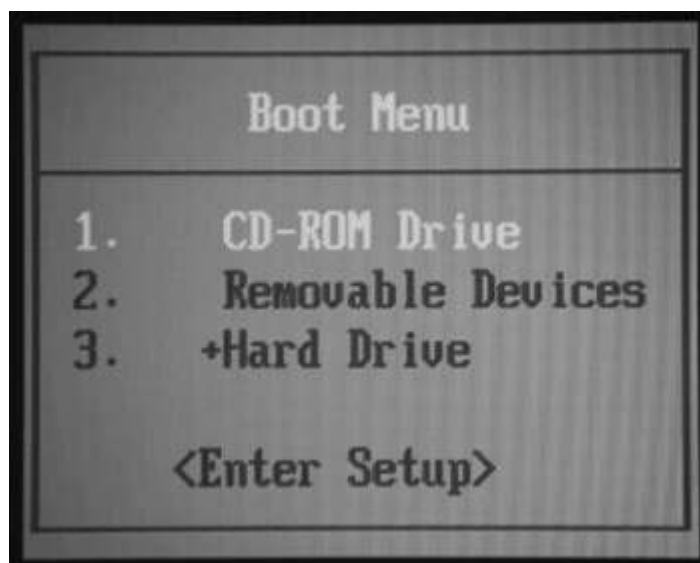 Boot Menu
1. CD-ROM Drive
2. Removable Devices
3. +Hard Drive
<Enter Setup>